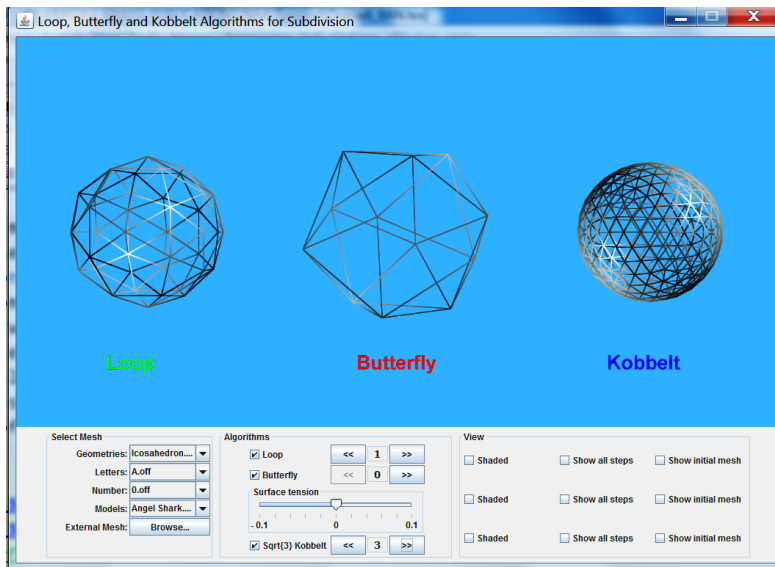 Loop, Butterfly and Kobbelt Algorithms for Subdivision
Loop Butterfly Kobbelt
Select Mesh
Geometries: Icosahedron....
Letters: A.off
Number: 0.off
Models: Angel Shark....
External Mesh: Browse...
Algorithms
Loop << 1 >>
Butterfly << 0 >>
Surface tension
- 0.1 0 0.1
Sqrt{3} Kobbelt << 3 >>
View
Shaded Show all steps Show initial mesh
Shaded Show all steps Show initial mesh
Shaded Show all steps Show initial mesh